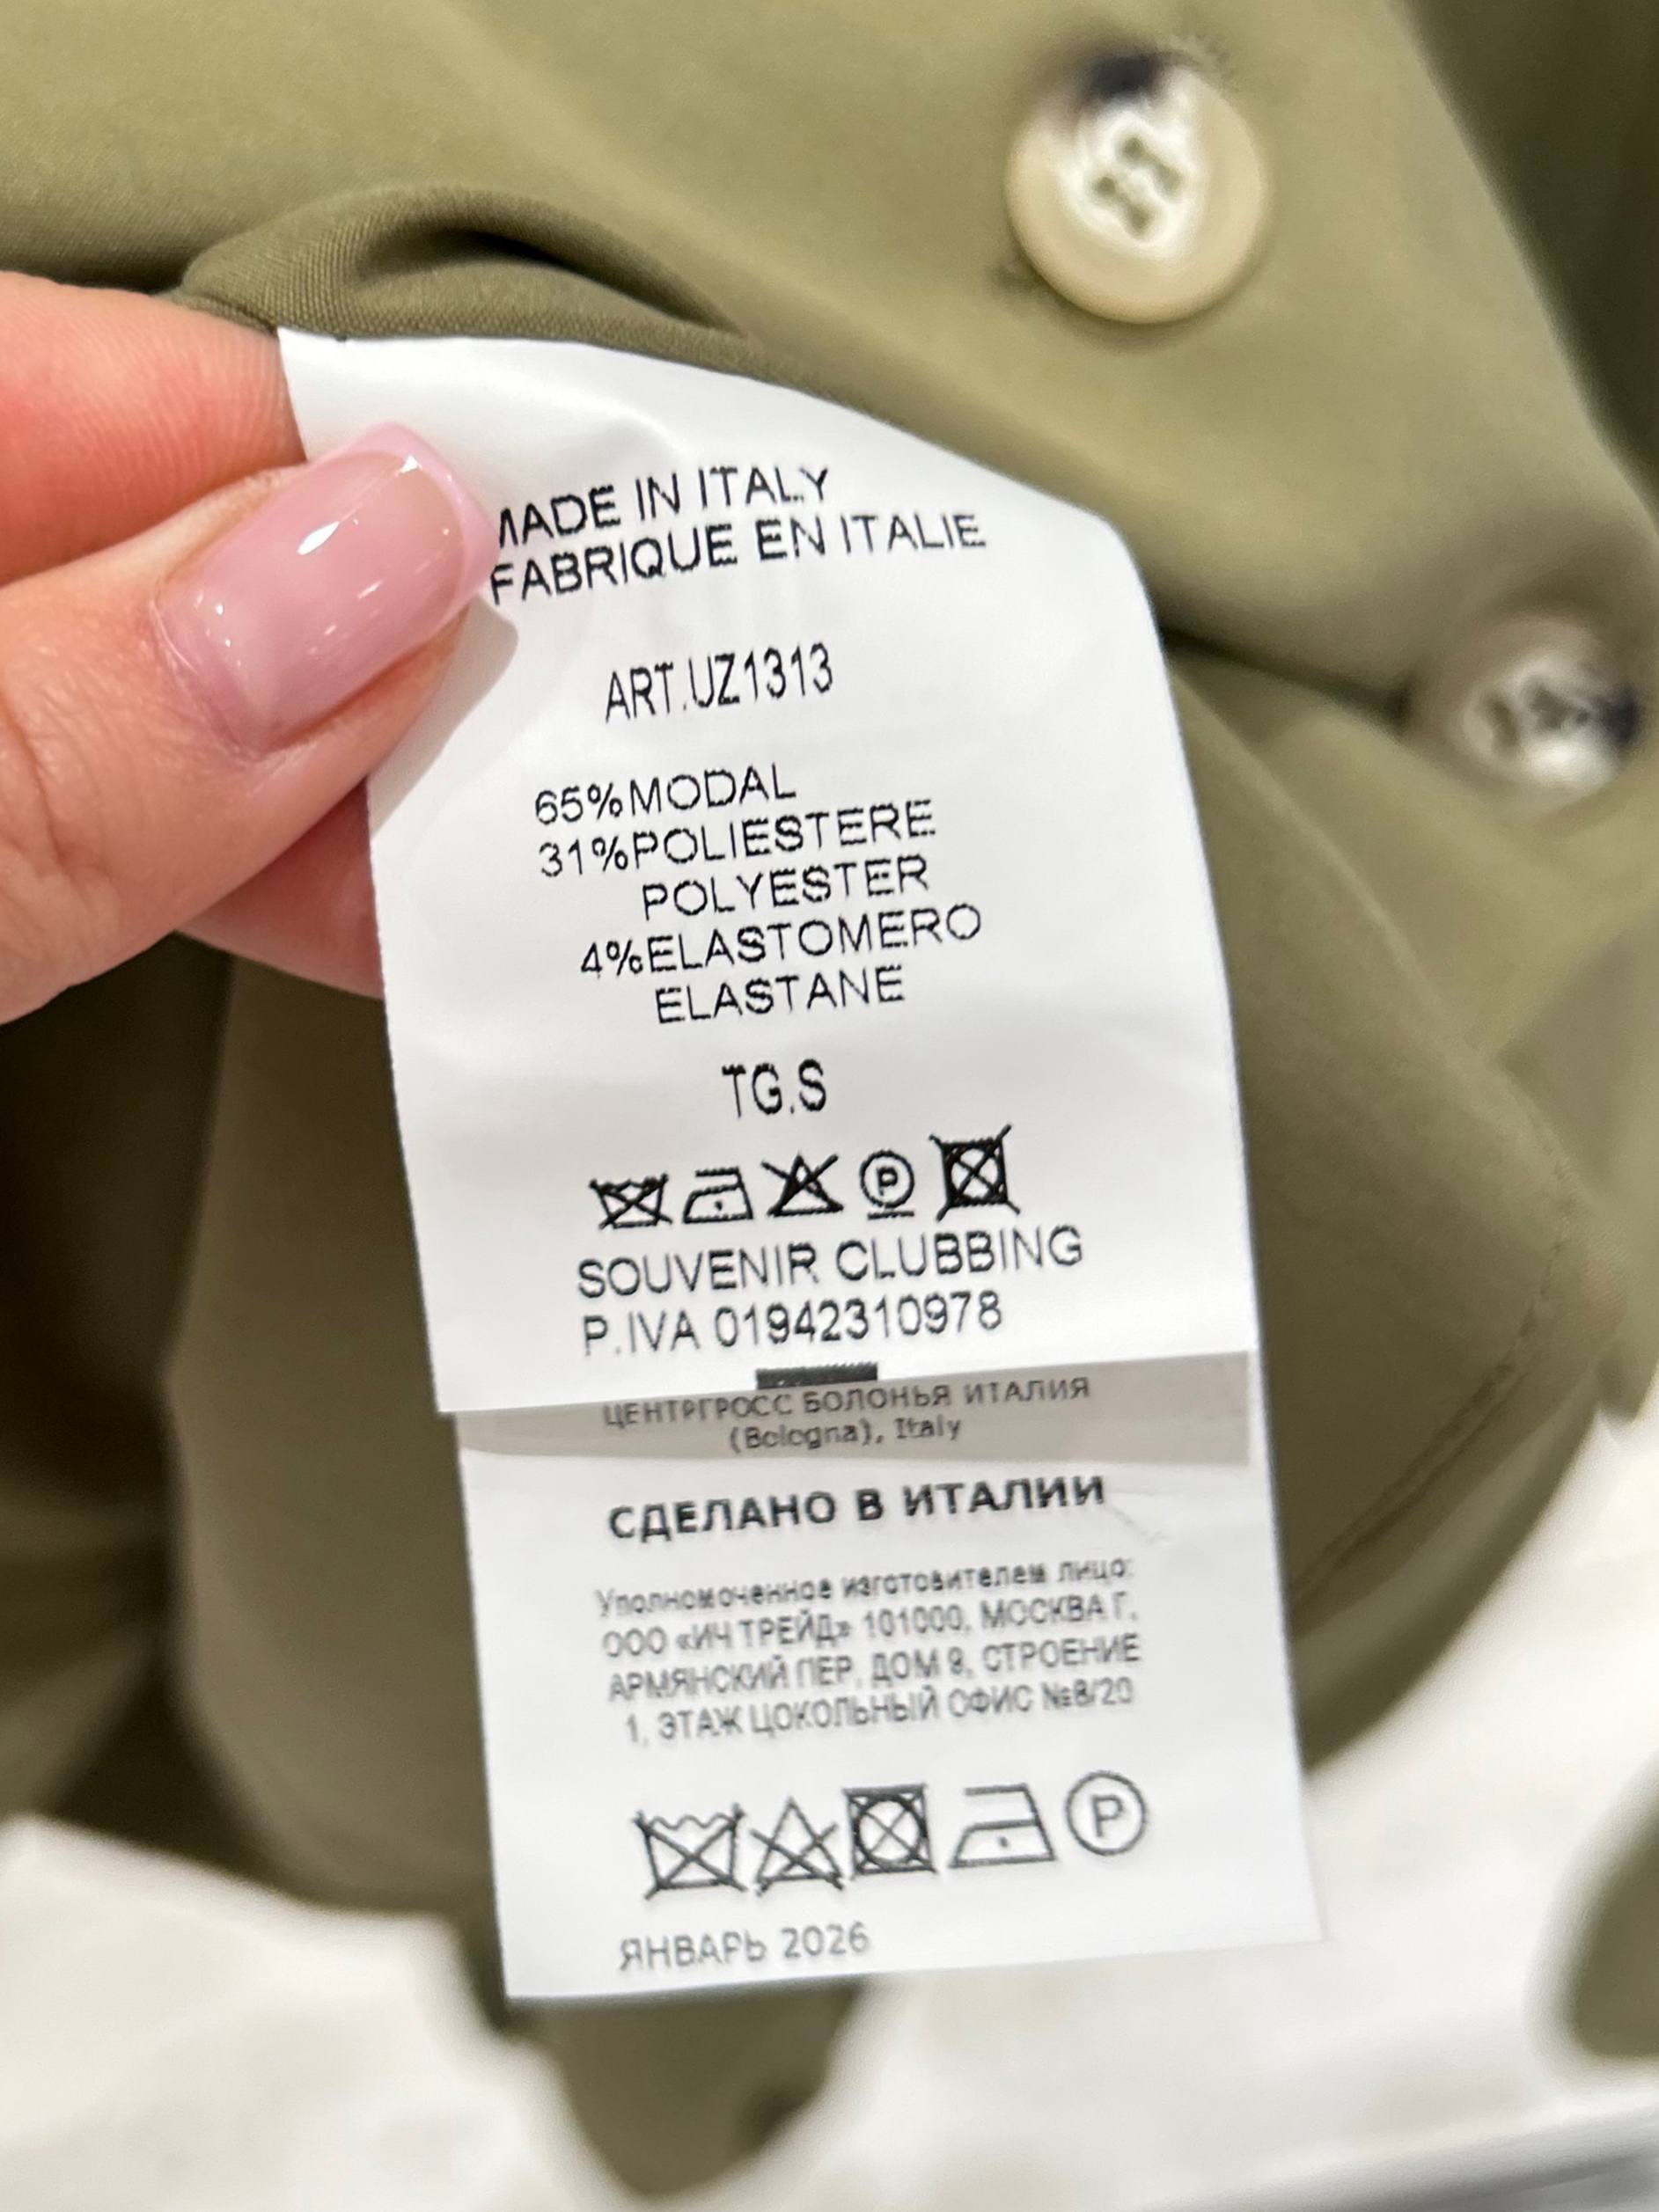 MADE IN ITALY
FABRIQUE EN ITALIE
ART.UZ1313
65%MODAL
31%POLIESTERE
POLYESTER
4%ELASTOMERO
ELASTANE
TG.S
P
SOUVENIR CLUBBING
P.IVA 01942310978
ЦЕНТРГРОСС БОЛОНЬЯ ИТАЛИЯ
(Bologna), Italy
СДЕЛАНО В ИТАЛИИ
Уполномоченное изготовителем лицо:
ООО «ИЧ ТРЕЙД» 101000, МОСКВА Г,
АРМЯНСКИЙ ПЕР, ДОМ 9, СТРОЕНИЕ
1, ЭТАЖ ЦОКОЛЬНЫЙ ОФИС №8/20
P
ЯНВАРЬ 2026